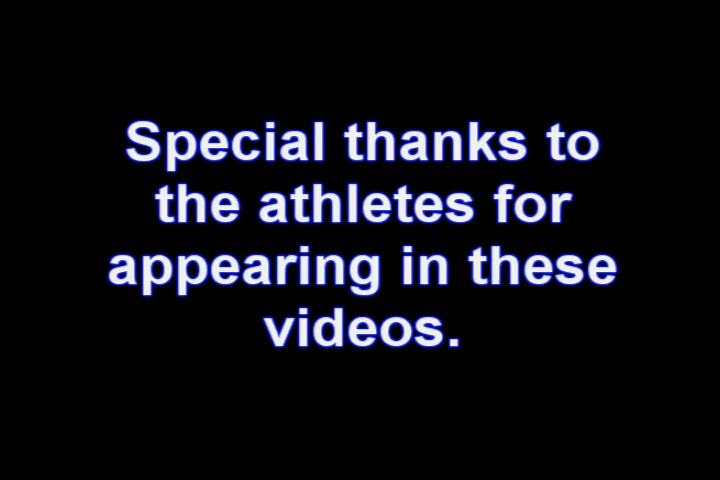 Special thanks to
the athletes for
appearing in these
videos.